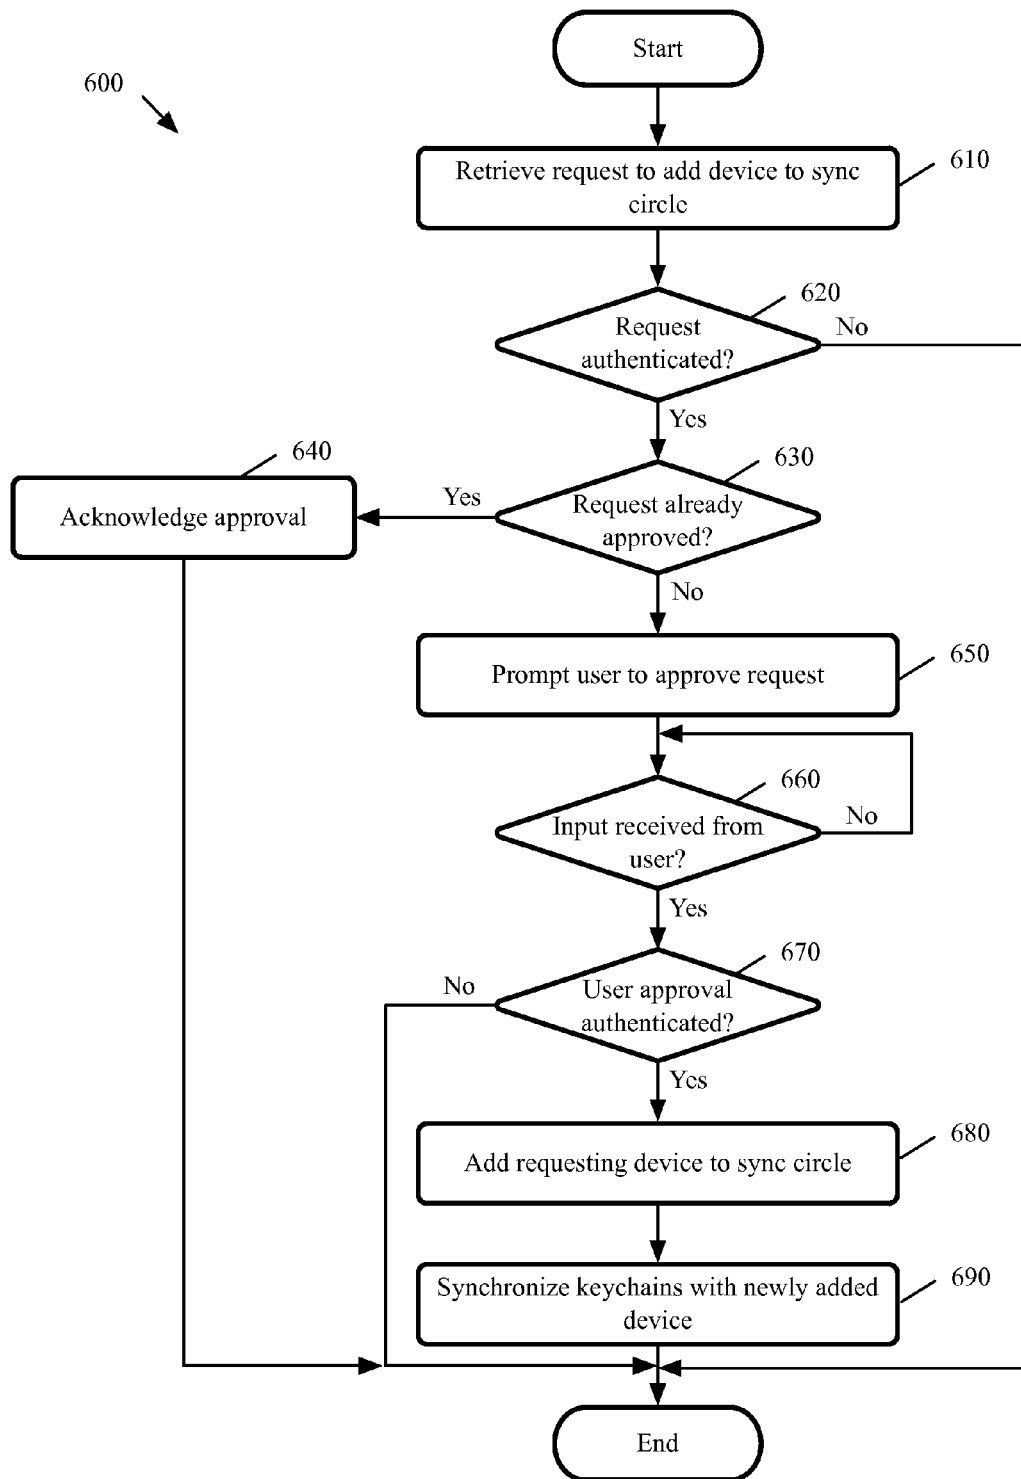 Start
600
Retrieve request to add device to sync
circle
610
620
Request
authenticated?
No
Yes
640
630
Acknowledge approval
Yes
Request already
approved?
No
650
Prompt user to approve request
660
Input received from
user?
No
Yes
670
No
User approval
authenticated?
Yes
680
Add requesting device to sync circle
690
Synchronize keychains with newly added
device
End